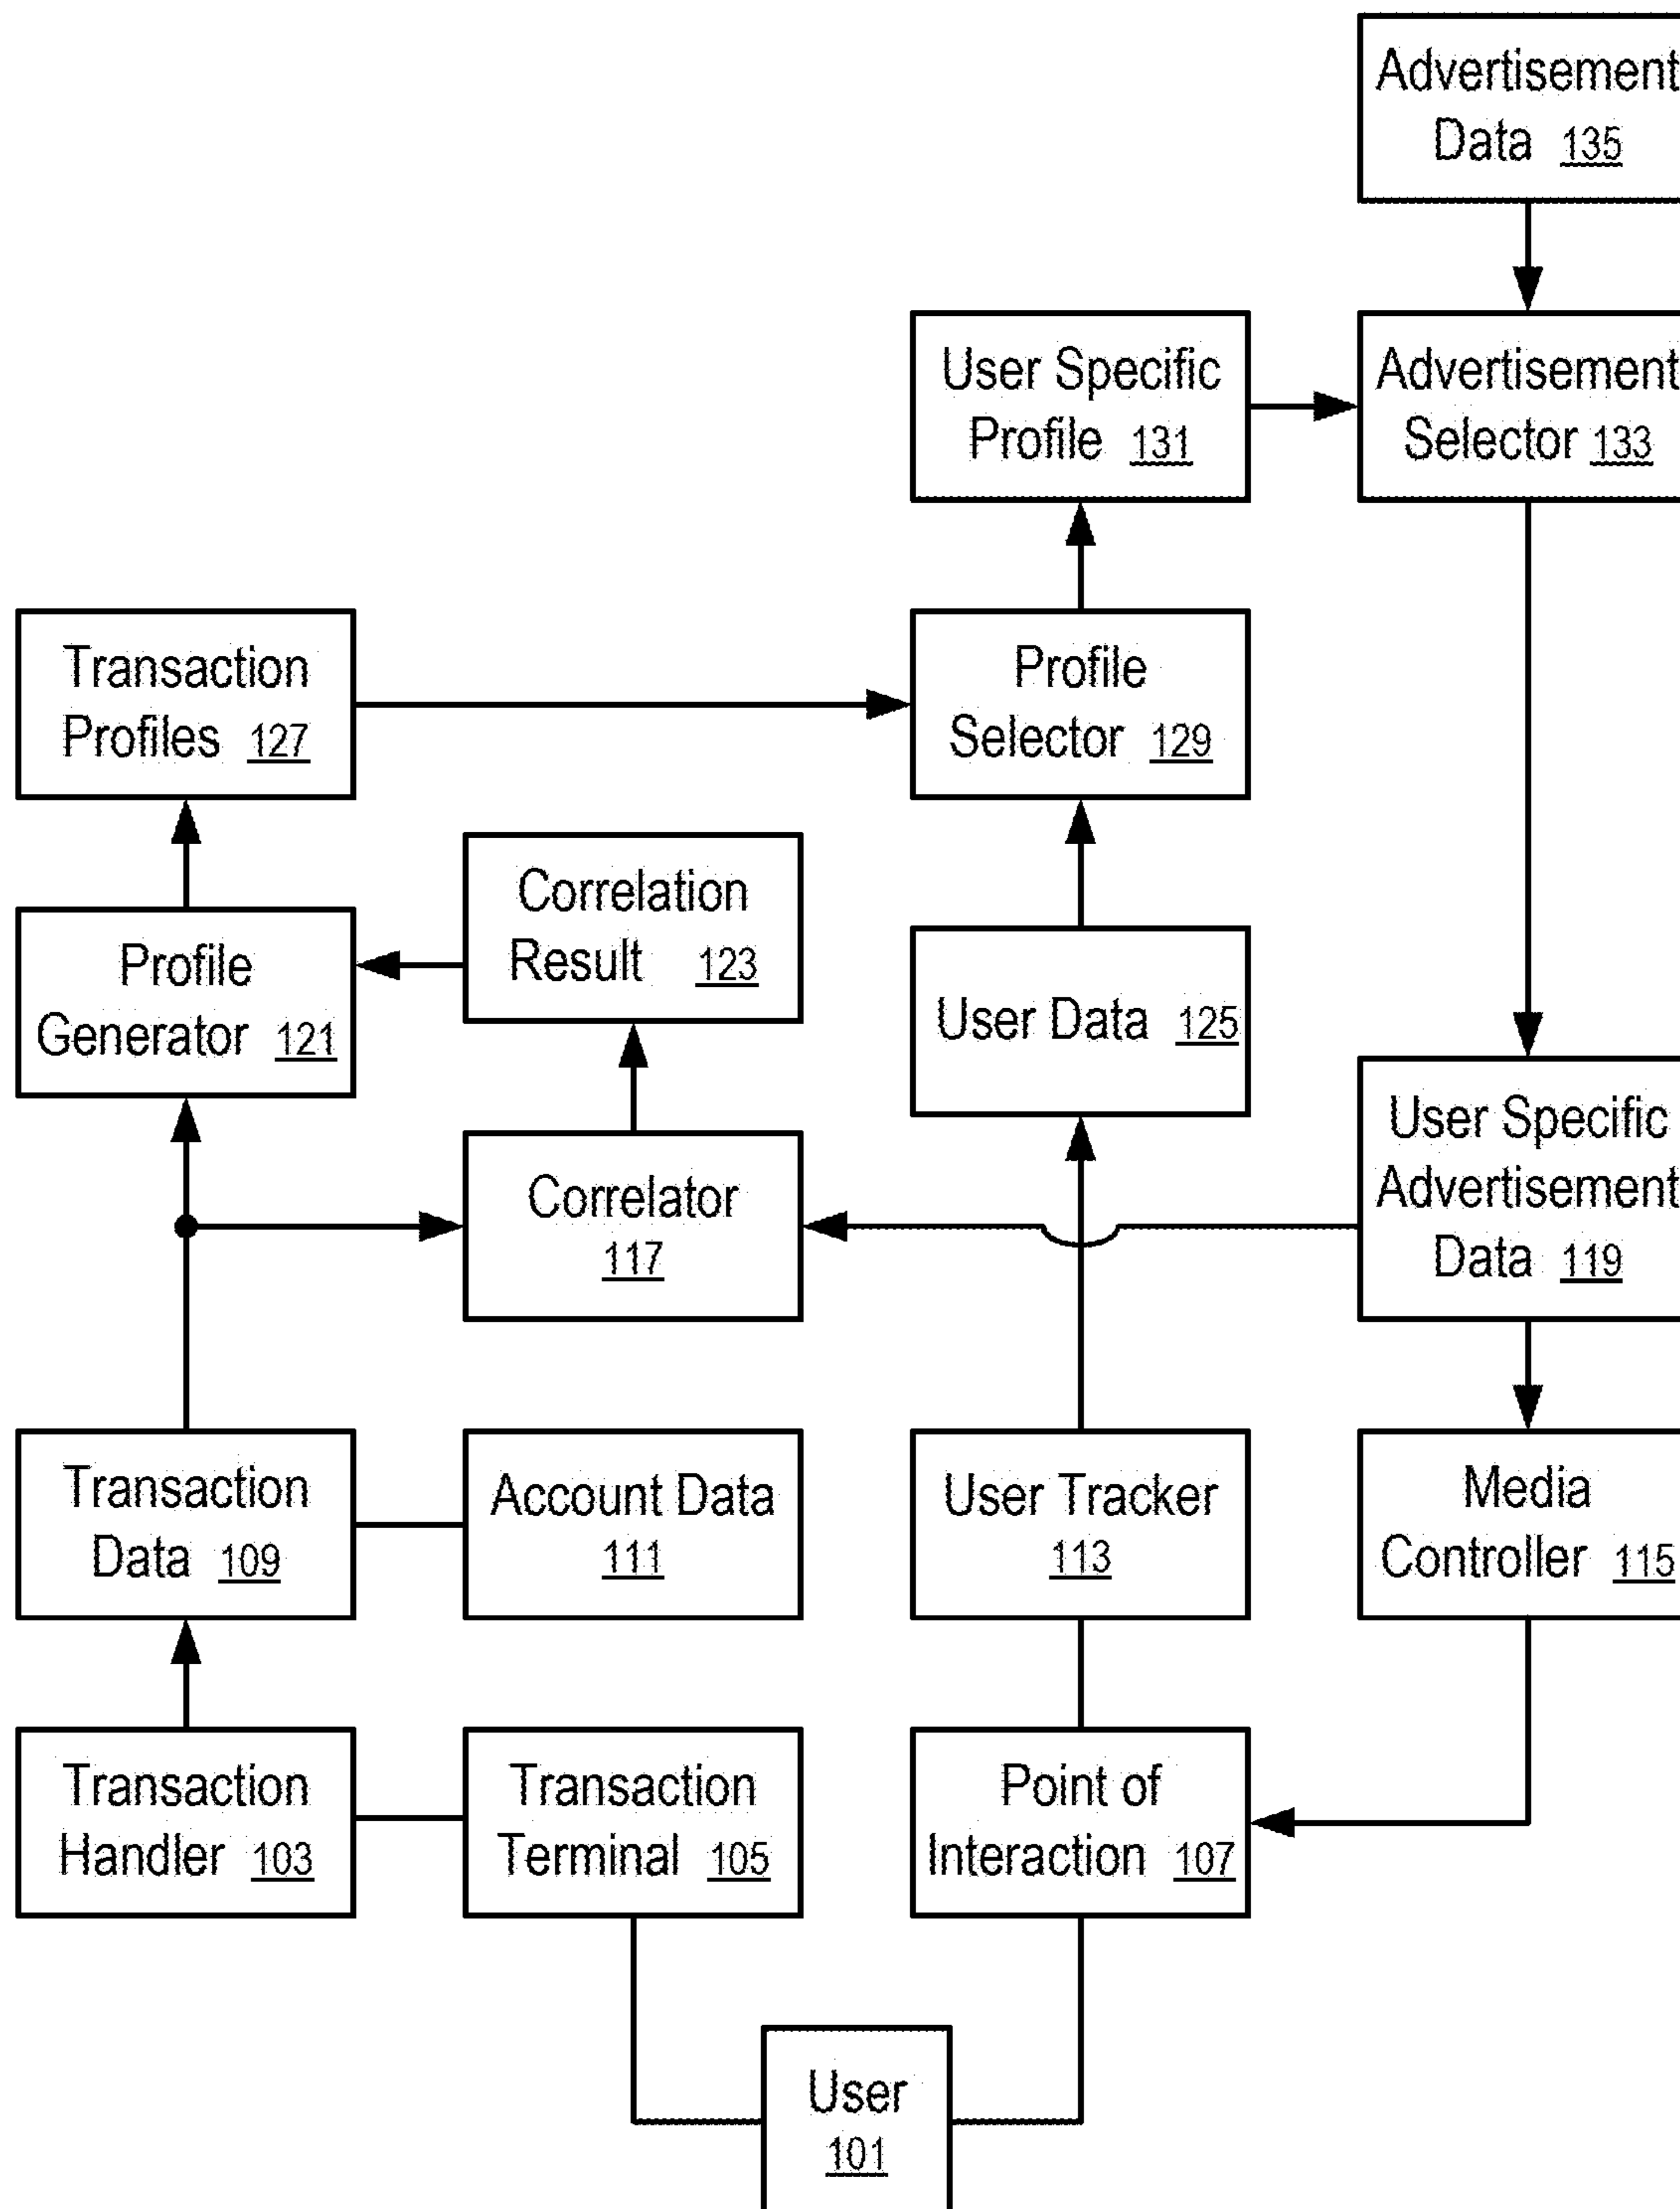 Advertisement
Data 135
User Specific
Profile 131
Advertisement
Selector 133
Transaction
Profiles 127
Profile
Selector 129
Correlation
Result 123
Profile
Generator 121
User Data 125
User Specific
Advertisement
Data 119
Correlator
117
Transaction
Data 109
Account Data
111
User Tracker
113
Media
Controller 115
Transaction
Handler 103
Transaction
Terminal 105
Point of
Interaction 107
User
101